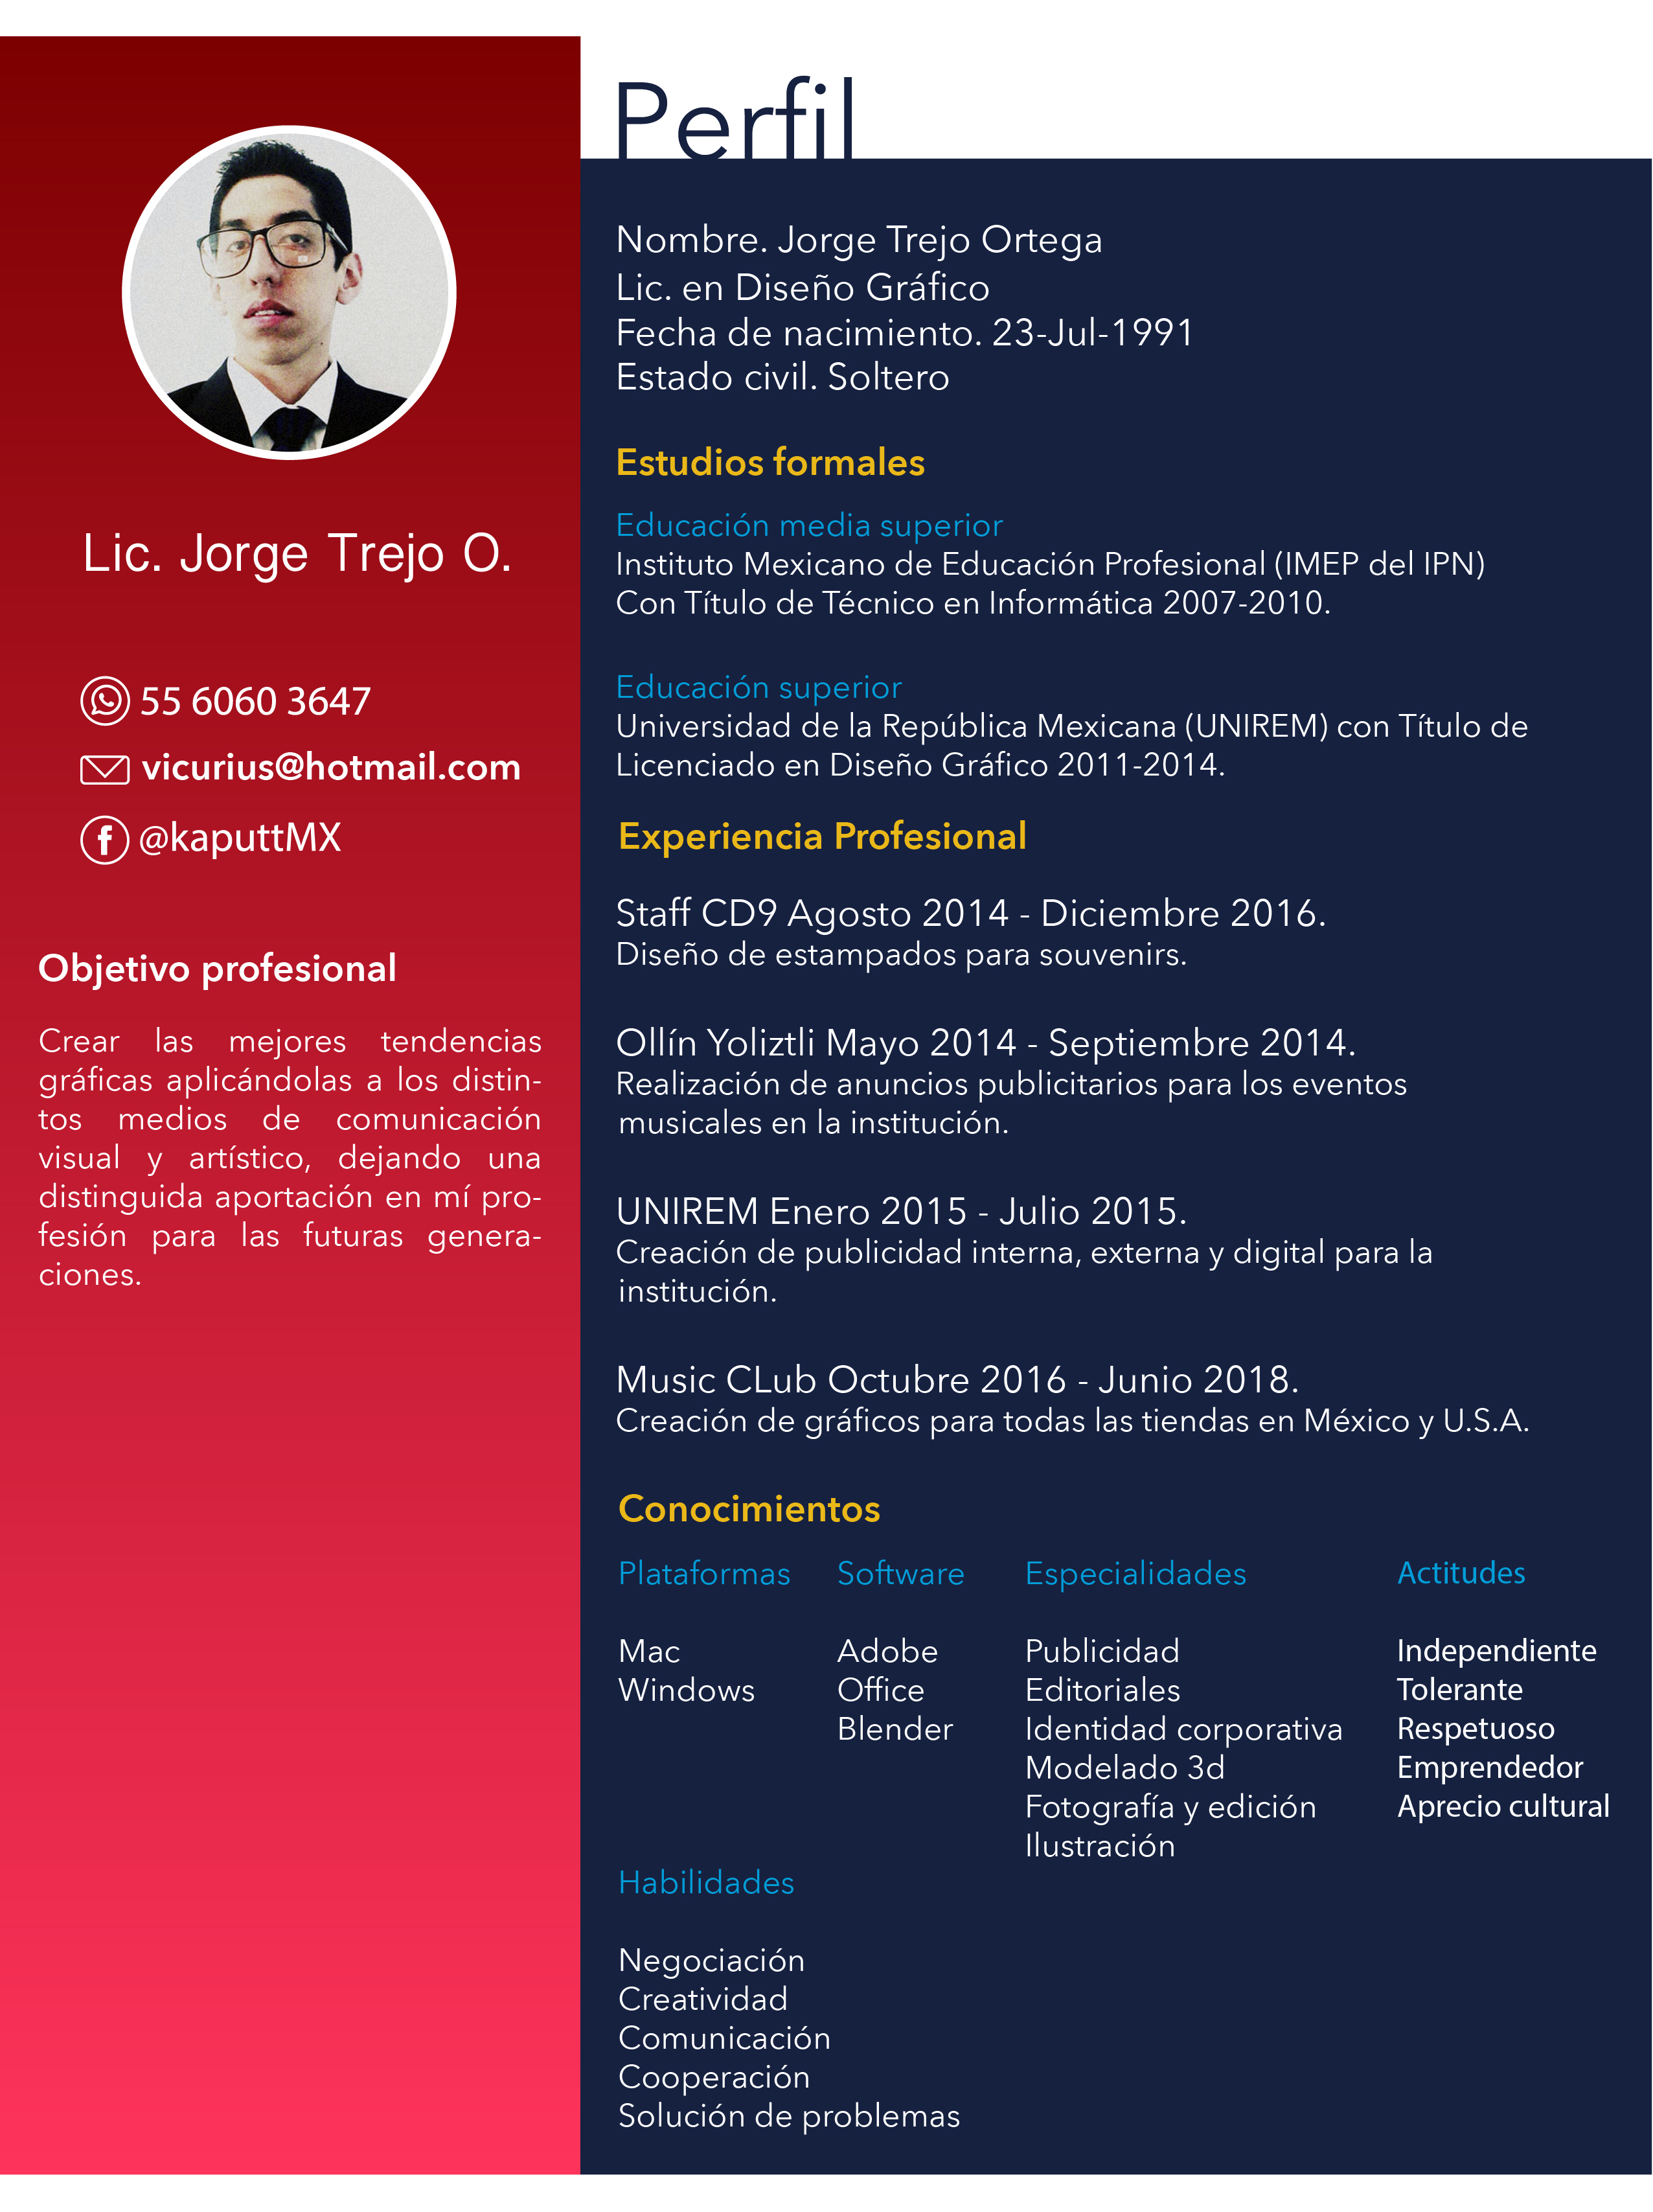 Lic. Jorge Trejo O.
55 6060 3647
vicurius@hotmail.com
@kaputtMX
Objetivo profesional
Crear las mejores tendencias
gráficas aplicándolas a los distin-
tos medios de comunicación
visual y artístico, dejando una
distinguida aportación en mí pro-
fesión para las futuras genera-
ciones.
Perfil
Nombre. Jorge Trejo Ortega
Lic. en Diseño Gráfico
Fecha de nacimiento. 23-Jul-1991
Estado civil. Soltero
Estudios formales
Educación media superior
Instituto Mexicano de Educación Profesional (IMEP del IPN)
Con Título de Técnico en Informática 2007-2010.
Educación superior
Universidad de la República Mexicana (UNIREM) con Título de
Licenciado en Diseño Gráfico 2011-2014.
Experiencia Profesional
Staff CD9 Agosto 2014 - Diciembre 2016.
Diseño de estampados para souvenirs.
Ollín Yoliztli Mayo 2014 - Septiembre 2014.
Realización de anuncios publicitarios para los eventos
musicales en la institución.
UNIREM Enero 2015 - Julio 2015.
Creación de publicidad interna, externa y digital para la
institución.
Music CLub Octubre 2016 - Junio 2018.
Creación de gráficos para todas las tiendas en México y U.S.A.
Conocimientos
Plataformas
Mac
Windows
Software
Adobe
Office
Blender
Especialidades
Publicidad
Editoriales
Identidad corporativa
Modelado 3d
Fotografía y edición
Ilustración
Actitudes
Independiente
Tolerante
Respetuoso
Emprendedor
Aprecio cultural
Habilidades
Negociación
Creatividad
Comunicación
Cooperación
Solución de problemas